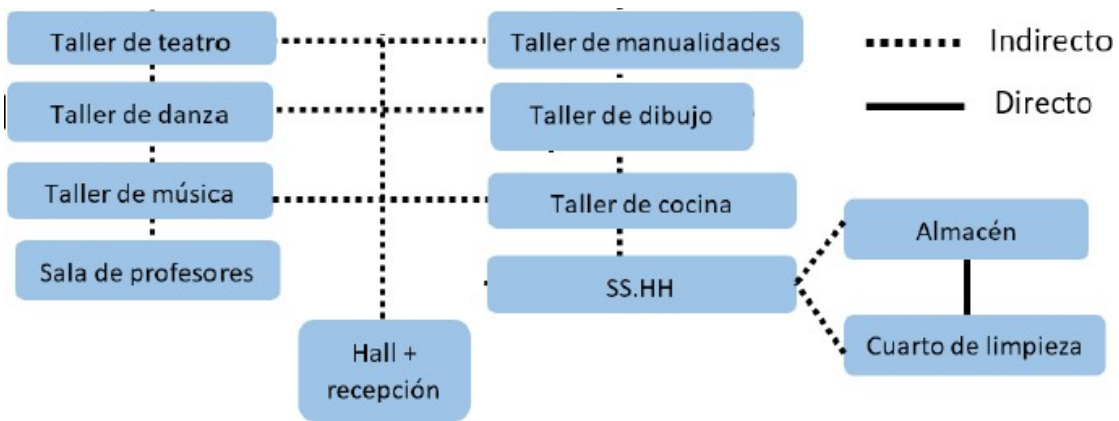 Taller de teatro
Taller de manualidades
Indirecto
Taller de danza
Taller de dibujo
Directo
Taller de música
Taller de cocina
Almacén
Sala de profesores
SS.HH
Hall +
recepción
Cuarto de limpieza